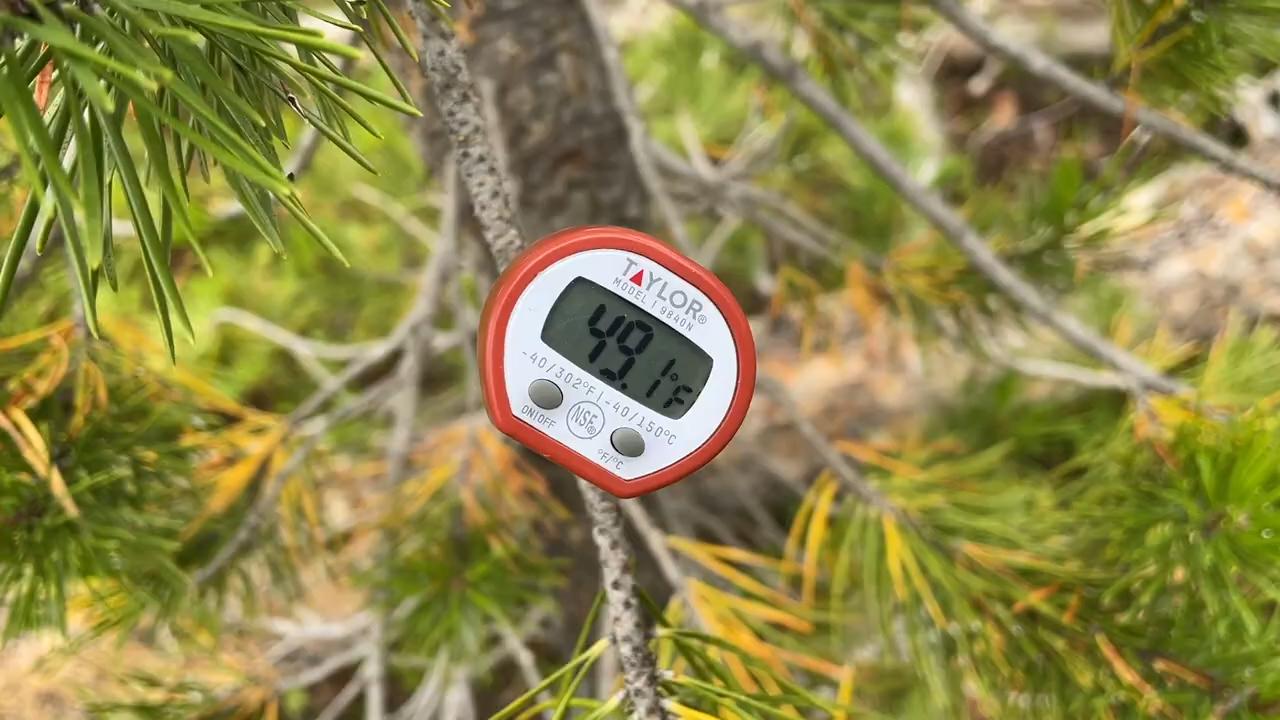 TAYLOR®
MODEL 9840N
49.1°F
-40/302°F|-40/150°C
ON/OFF
NSF®
°F/°C